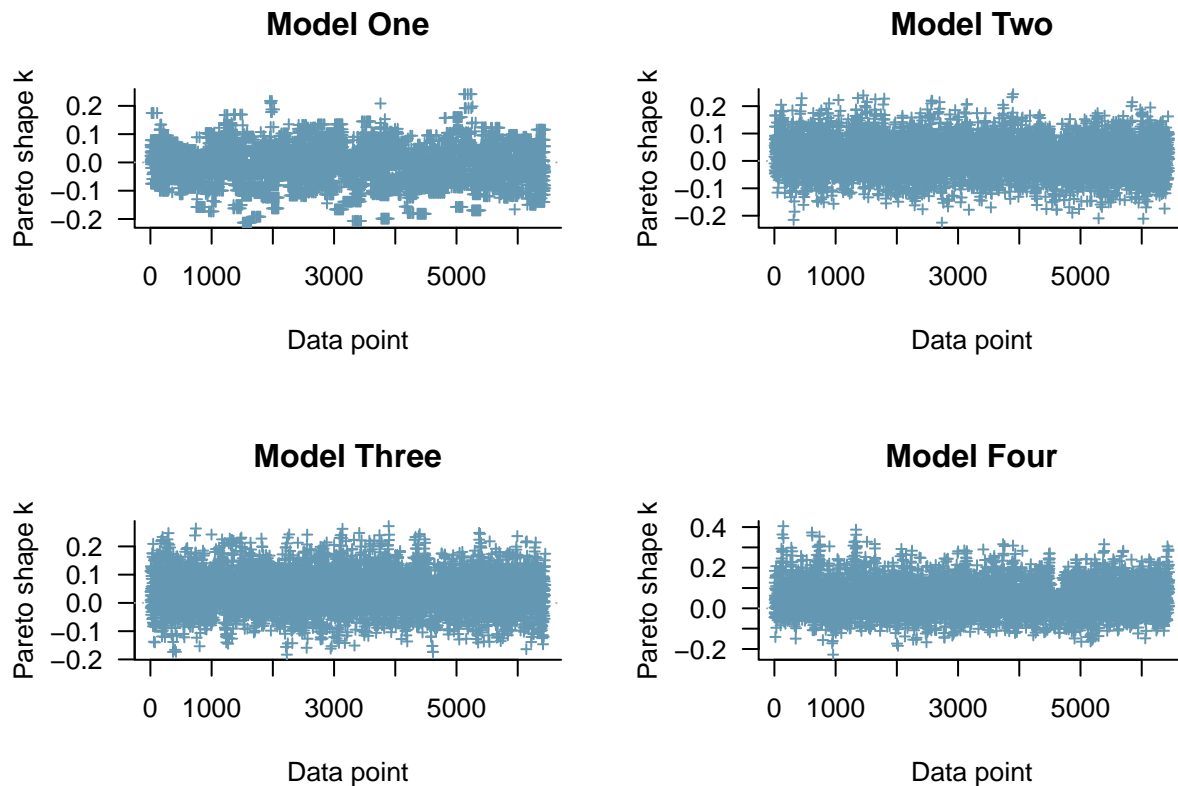 Model One
Pareto shape k
0.2
0.1
0.0
−0.1
−0.2
0 1000 3000 5000
Data point
Model Two
Pareto shape k
0.2
0.1
0.0
−0.1
−0.2
0 1000 3000 5000
Data point
Model Three
Pareto shape k
0.2
0.1
0.0
−0.1
−0.2
0 1000 3000 5000
Data point
Model Four
Pareto shape k
0.4
0.2
0.0
−0.2
0 1000 3000 5000
Data point